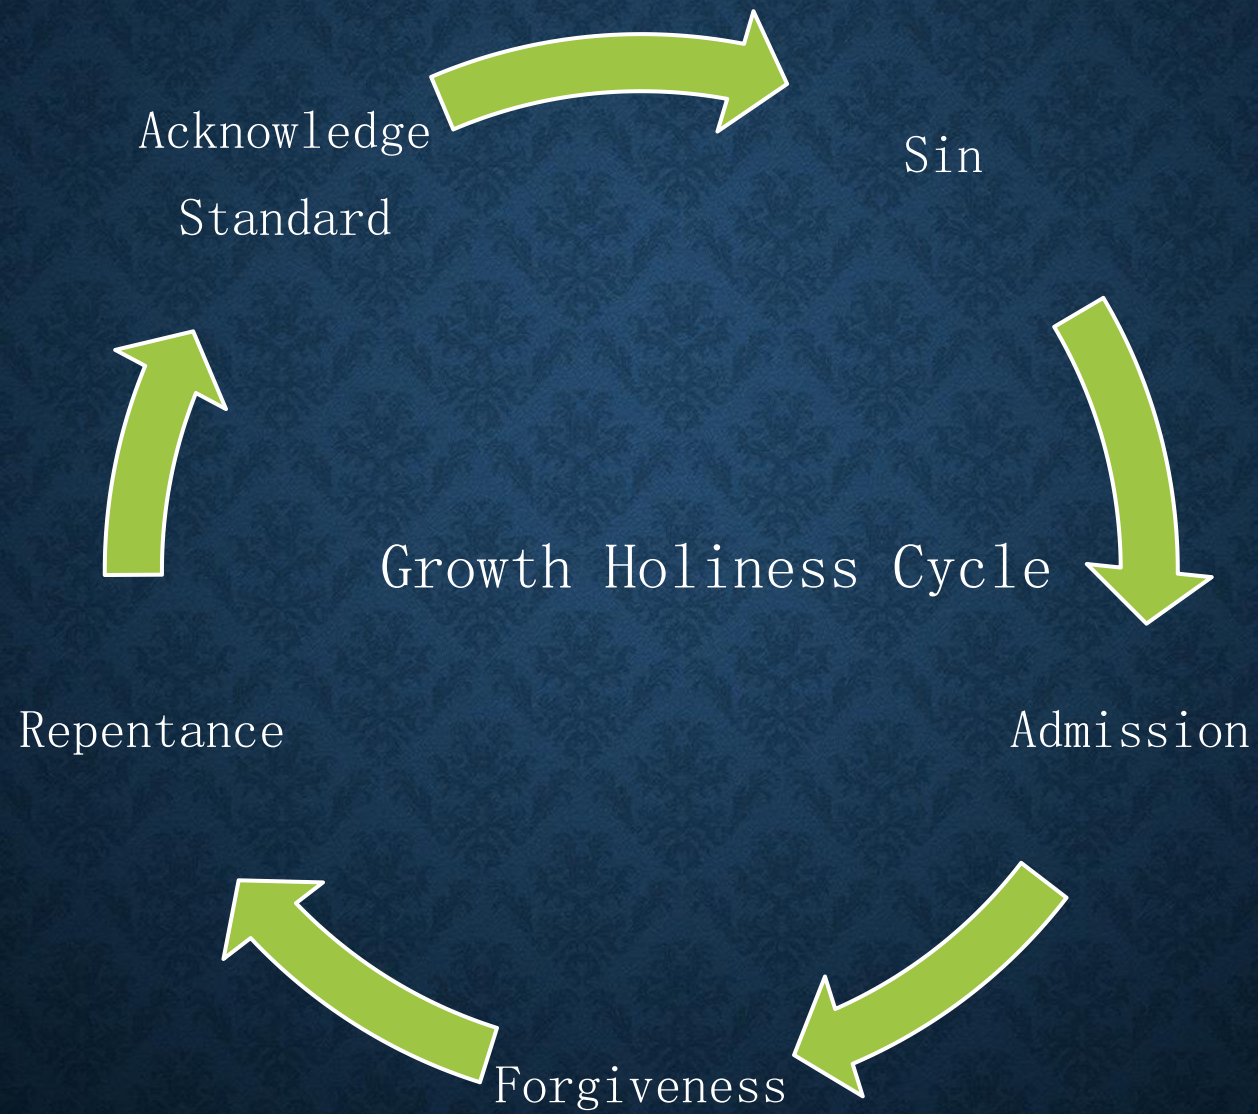 Acknowledge
Standard
Sin
Growth Holiness Cycle
Repentance
Admission
Forgiveness